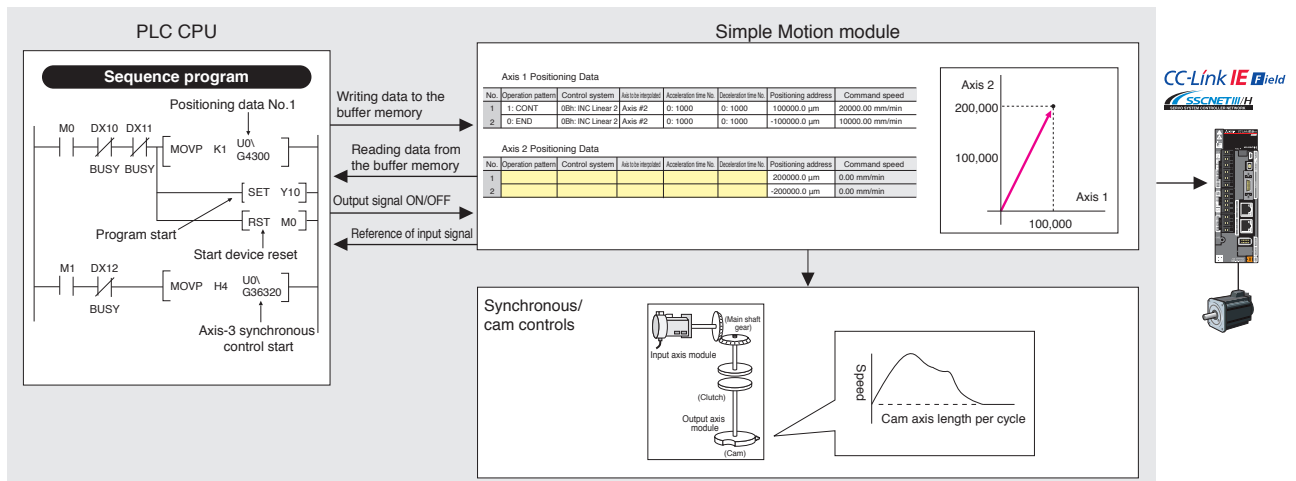 PLC CPU
Sequence program
Positioning data No.1
M0 DX10 DX11
MOVP K1 U0\
G4300
BUSY BUSY
SET Y10
RST M0
Program start
Start device reset
M1 DX12
MOVP H4 U0\
G36320
BUSY
Axis-3 synchronous
control start
Writing data to the
buffer memory
Reading data from
the buffer memory
Output signal ON/OFF
Reference of input signal
Simple Motion module
Axis 1 Positioning Data
No. Operation pattern Control system Axis to be interpolated Acceleration time No. Deceleration time No. Positioning address Command speed
1 1: CONT 0Bh: INC Linear 2 Axis #2 0: 1000 0: 1000 100000.0 µm 20000.00 mm/min
2 0: END 0Bh: INC Linear 2 Axis #2 0: 1000 0: 1000 -100000.0 µm 10000.00 mm/min
Axis 2 Positioning Data
No. Operation pattern Control system Axis to be interpolated Acceleration time No. Deceleration time No. Positioning address Command speed
1 200000.0 µm 0.00 mm/min
2 -200000.0 µm 0.00 mm/min
Axis 2
200,000
100,000
Axis 1
100,000
Synchronous/
cam controls
(Main shaft
gear)
Input axis module
(Clutch)
Output axis
module
(Cam)
Speed
Cam axis length per cycle
CC-Link IE Field
SSCNETIII/H
SERVO SYSTEM CONTROLLER NETWORK